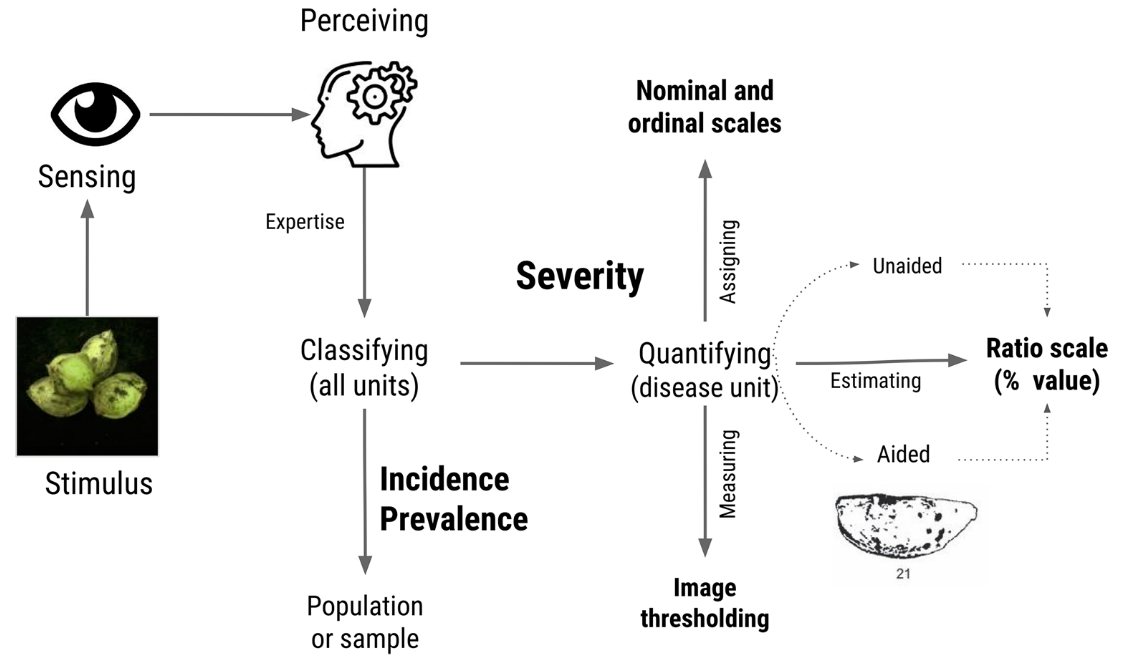 Perceiving
Sensing
Stimulus
Expertise
Classifying
(all units)
Incidence
Prevalence
Population
or sample
Severity
Nominal and
ordinal scales
Assigning
Quantifying
(disease unit)
Measuring
Image
thresholding
Unaided
Estimating
Aided
21
Ratio scale
(% value)